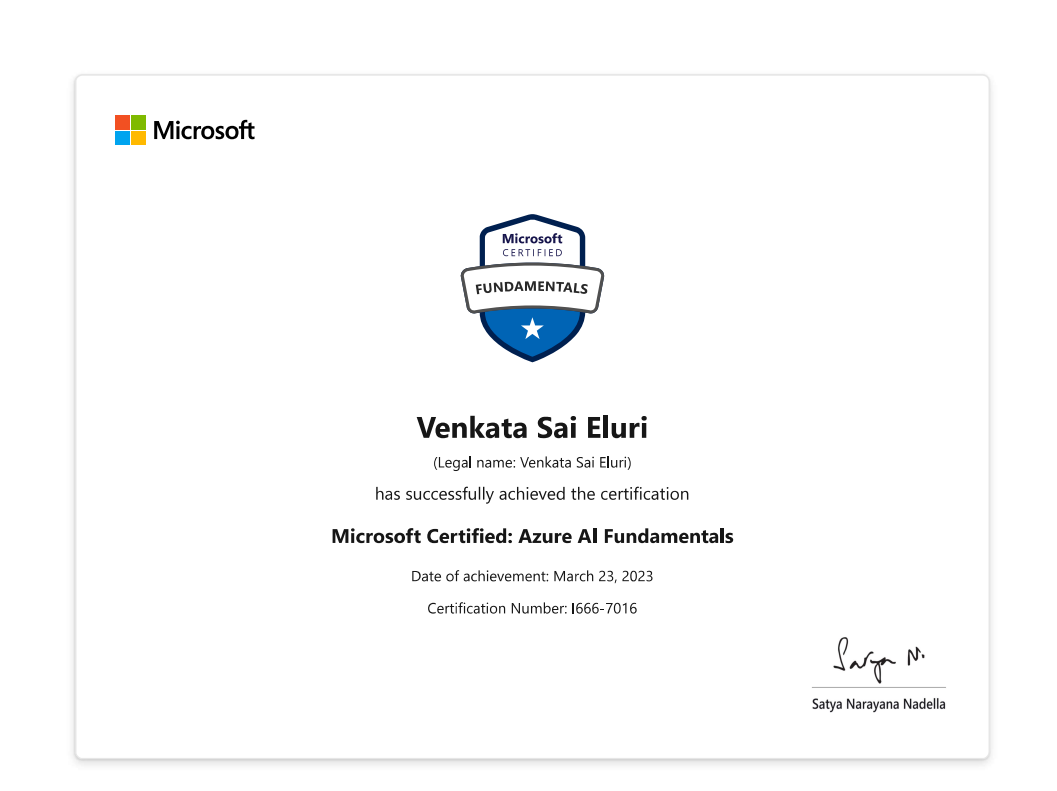 Microsoft
Microsoft
CERTIFIED
FUNDAMENTALS
Venkata Sai Eluri
(Legal name: Venkata Sai Eluri)
has successfully achieved the certification
Microsoft Certified: Azure AI Fundamentals
Date of achievement: March 23, 2023
Certification Number: I666-7016
Satya N.
Satya Narayana Nadella